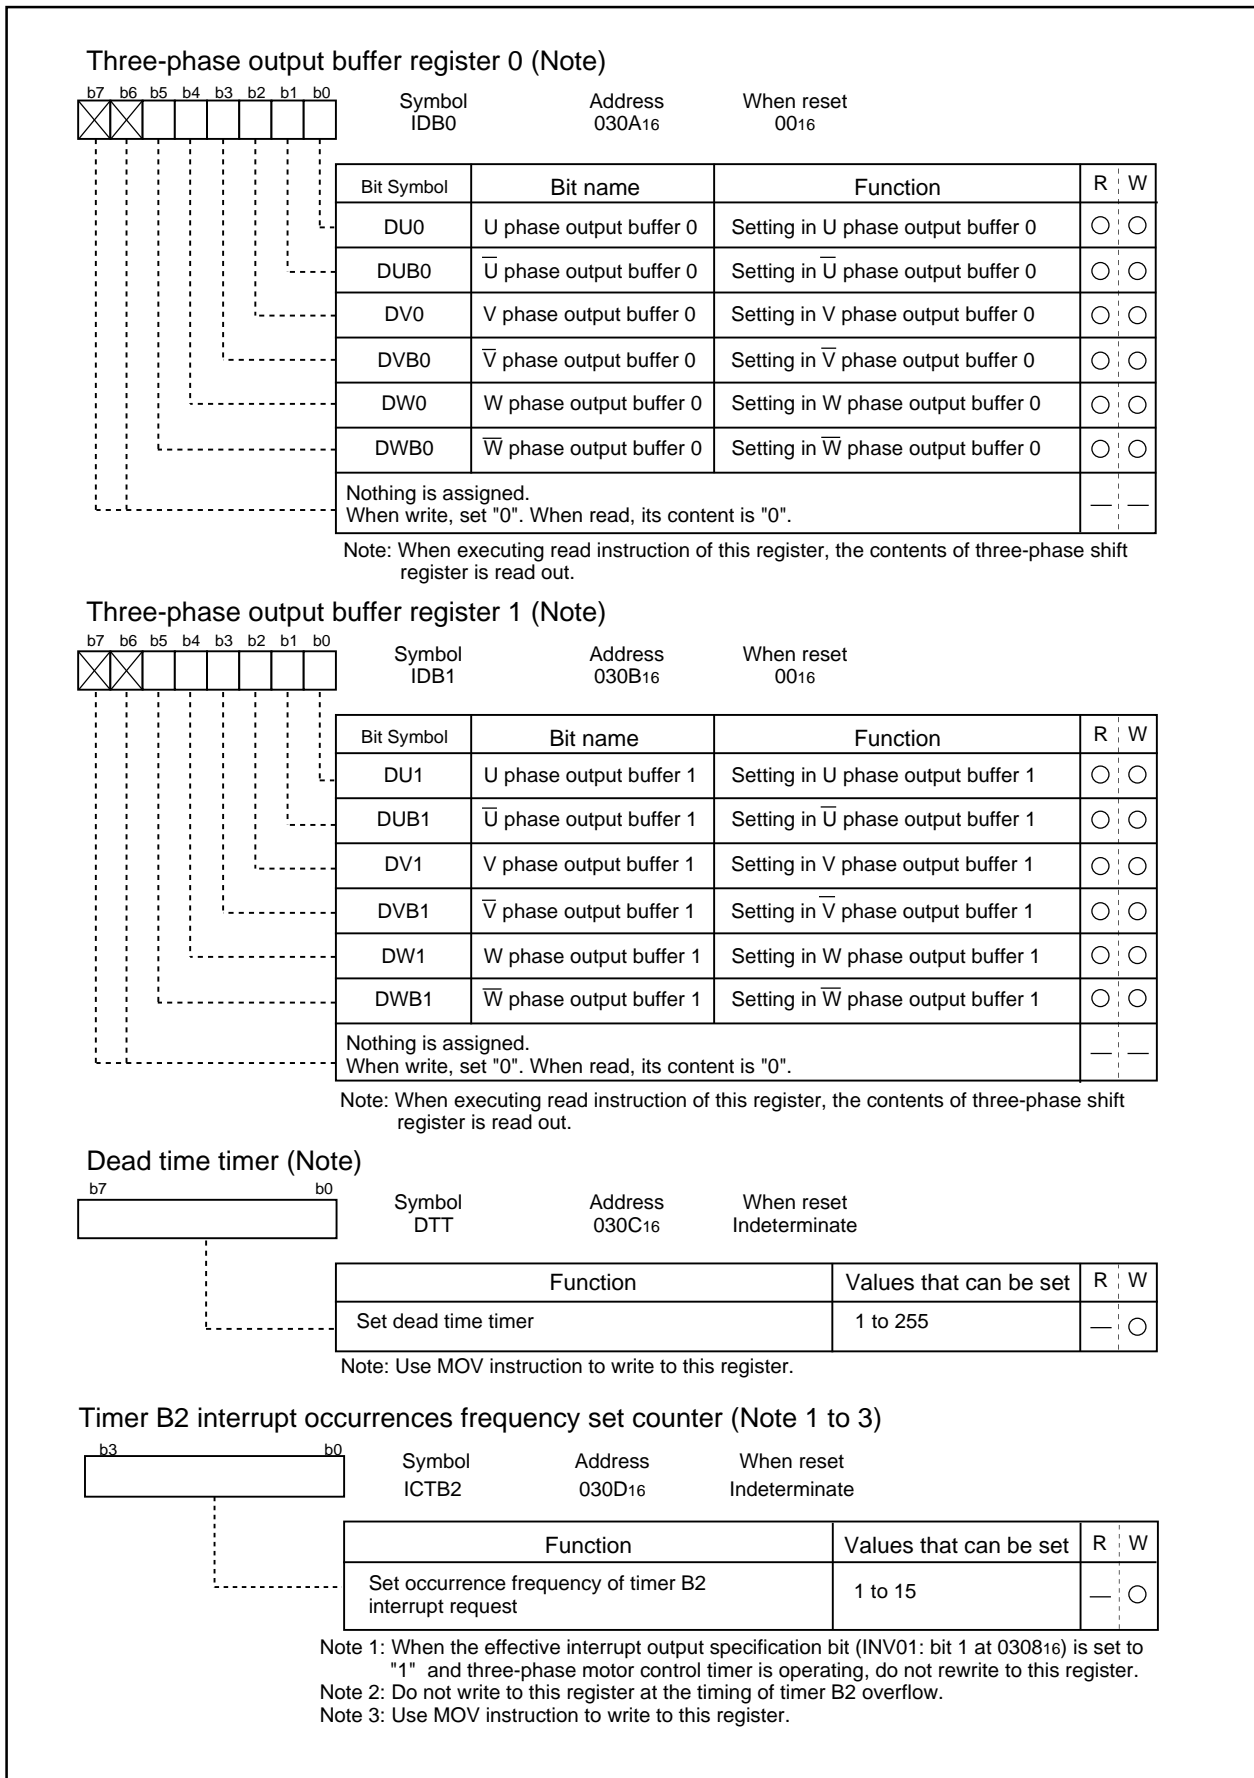 Three-phase output buffer register 0 (Note)
b7 b6 b5 b4 b3 b2 b1 b0
Symbol Address When reset
IDB0 030A16 0016
Bit Symbol Bit name Function R W
DU0 U phase output buffer 0 Setting in U phase output buffer 0 ○ ○
DUB0 U̅ phase output buffer 0 Setting in U̅ phase output buffer 0 ○ ○
DV0 V phase output buffer 0 Setting in V phase output buffer 0 ○ ○
DVB0 V̅ phase output buffer 0 Setting in V̅ phase output buffer 0 ○ ○
DW0 W phase output buffer 0 Setting in W phase output buffer 0 ○ ○
DWB0 W̅ phase output buffer 0 Setting in W̅ phase output buffer 0 ○ ○
Nothing is assigned.
When write, set "0". When read, its content is "0". — —
Note: When executing read instruction of this register, the contents of three-phase shift
register is read out.
Three-phase output buffer register 1 (Note)
b7 b6 b5 b4 b3 b2 b1 b0
Symbol Address When reset
IDB1 030B16 0016
Bit Symbol Bit name Function R W
DU1 U phase output buffer 1 Setting in U phase output buffer 1 ○ ○
DUB1 U̅ phase output buffer 1 Setting in U̅ phase output buffer 1 ○ ○
DV1 V phase output buffer 1 Setting in V phase output buffer 1 ○ ○
DVB1 V̅ phase output buffer 1 Setting in V̅ phase output buffer 1 ○ ○
DW1 W phase output buffer 1 Setting in W phase output buffer 1 ○ ○
DWB1 W̅ phase output buffer 1 Setting in W̅ phase output buffer 1 ○ ○
Nothing is assigned.
When write, set "0". When read, its content is "0". — —
Note: When executing read instruction of this register, the contents of three-phase shift
register is read out.
Dead time timer (Note)
b7 b0
Symbol Address When reset
DTT 030C16 Indeterminate
Function Values that can be set R W
Set dead time timer 1 to 255 — ○
Note: Use MOV instruction to write to this register.
Timer B2 interrupt occurrences frequency set counter (Note 1 to 3)
b3 b0
Symbol Address When reset
ICTB2 030D16 Indeterminate
Function Values that can be set R W
Set occurrence frequency of timer B2
interrupt request 1 to 15 — ○
Note 1: When the effective interrupt output specification bit (INV01: bit 1 at 030816) is set to
"1" and three-phase motor control timer is operating, do not rewrite to this register.
Note 2: Do not write to this register at the timing of timer B2 overflow.
Note 3: Use MOV instruction to write to this register.